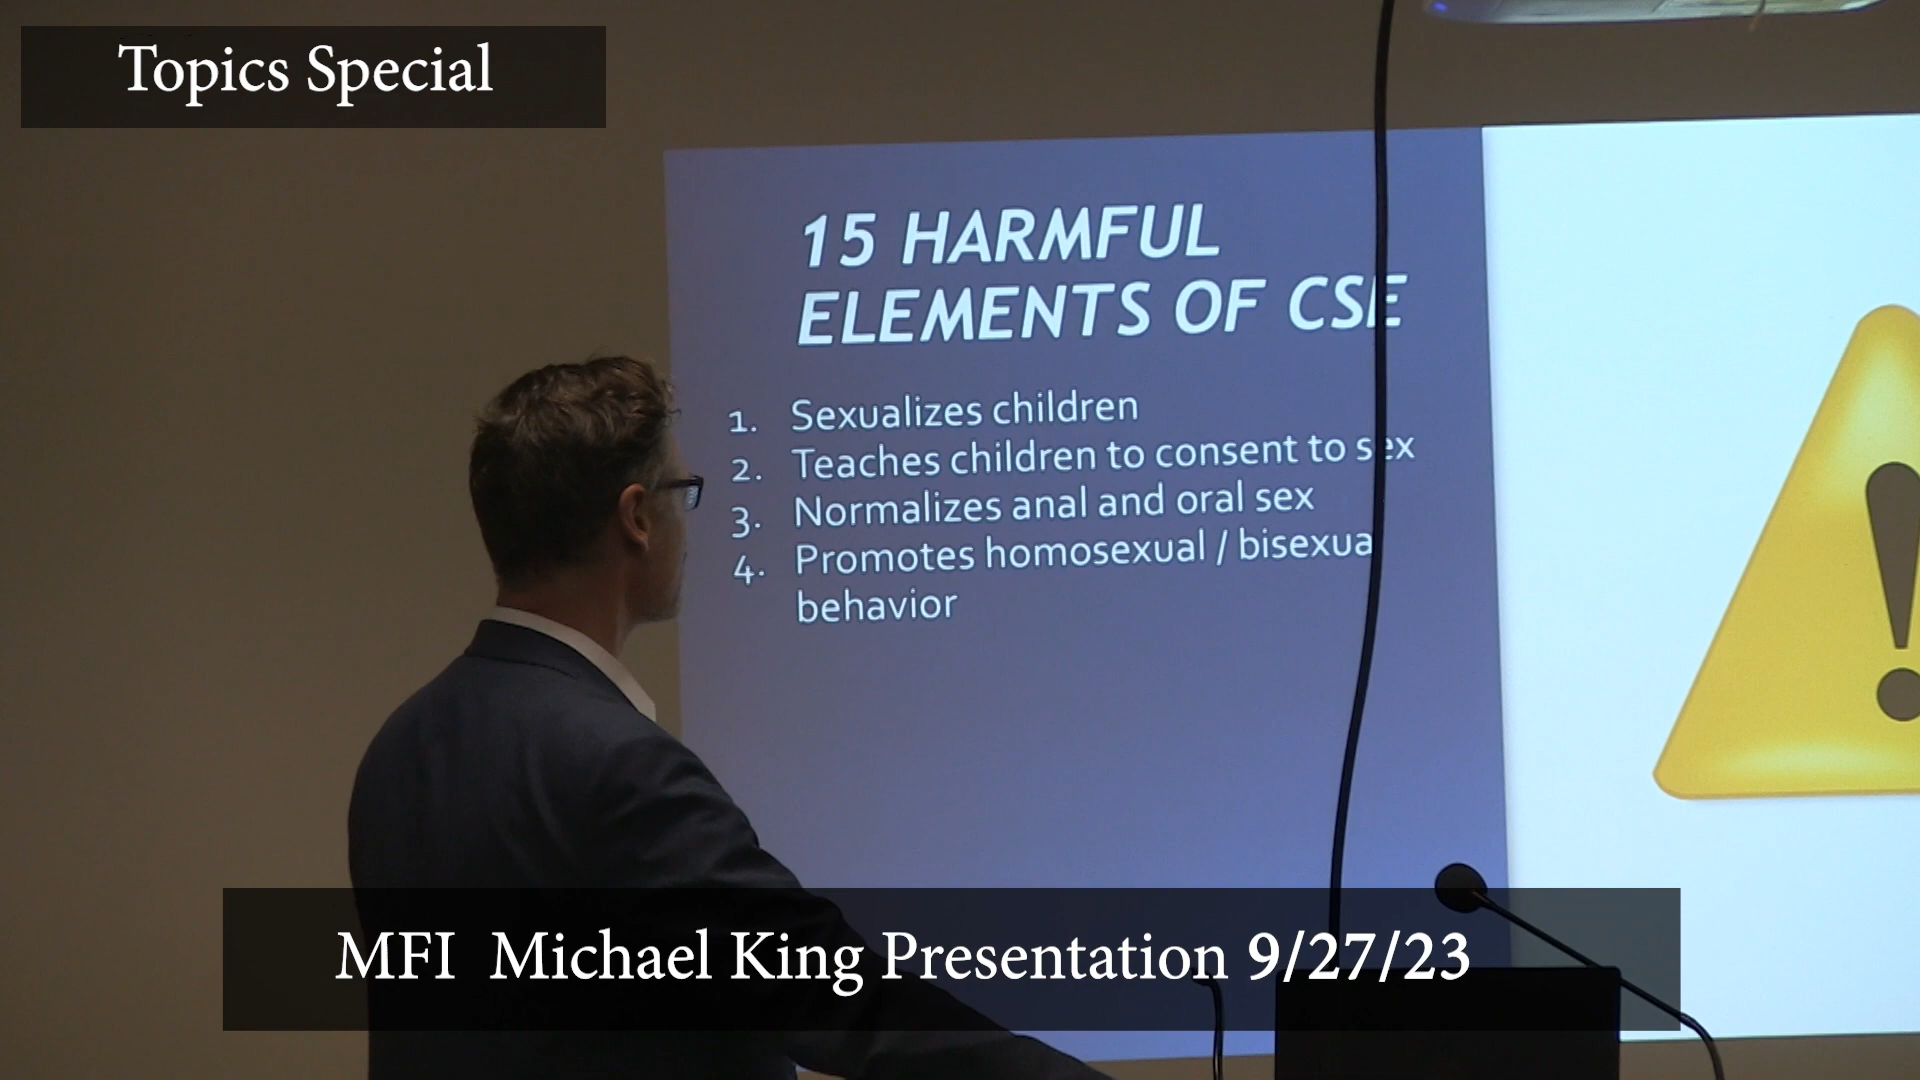 Topics Special
15 HARMFUL
ELEMENTS OF CSE
1. Sexualizes children
2. Teaches children to consent to sex
3. Normalizes anal and oral sex
4. Promotes homosexual / bisexual
behavior
MFI Michael King Presentation 9/27/23